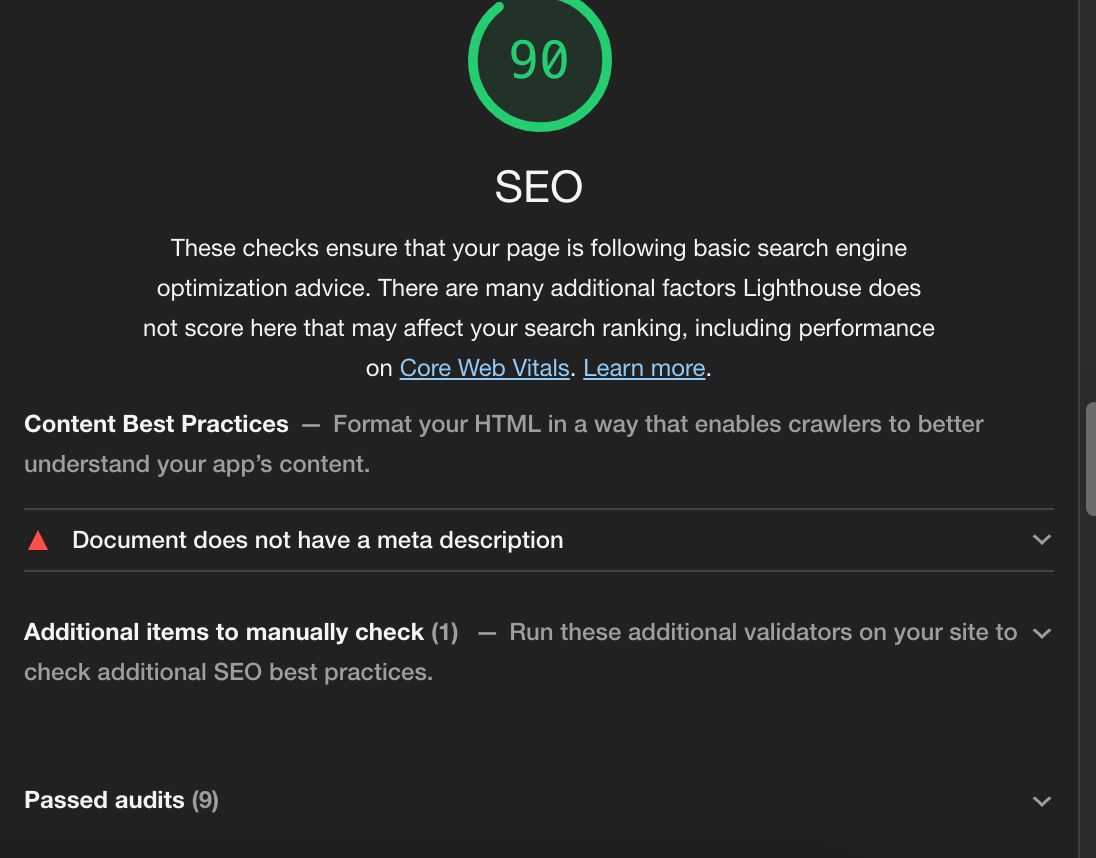 90
SEO
These checks ensure that your page is following basic search engine
optimization advice. There are many additional factors Lighthouse does
not score here that may affect your search ranking, including performance
on Core Web Vitals. Learn more.
Content Best Practices — Format your HTML in a way that enables crawlers to better
understand your app’s content.
Document does not have a meta description
Additional items to manually check (1) — Run these additional validators on your site to
check additional SEO best practices.
Passed audits (9)